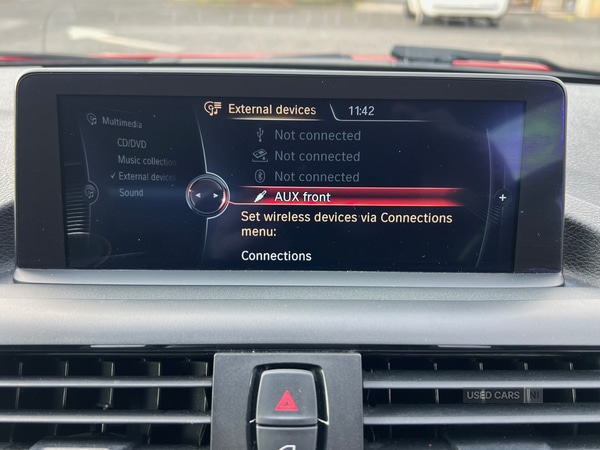 External devices 11:42
Multimedia
CD/DVD
Music collection
✓ External devices
Sound
Not connected
Not connected
Not connected
AUX front
+
Set wireless devices via Connections
menu:
Connections
USED CARS NI